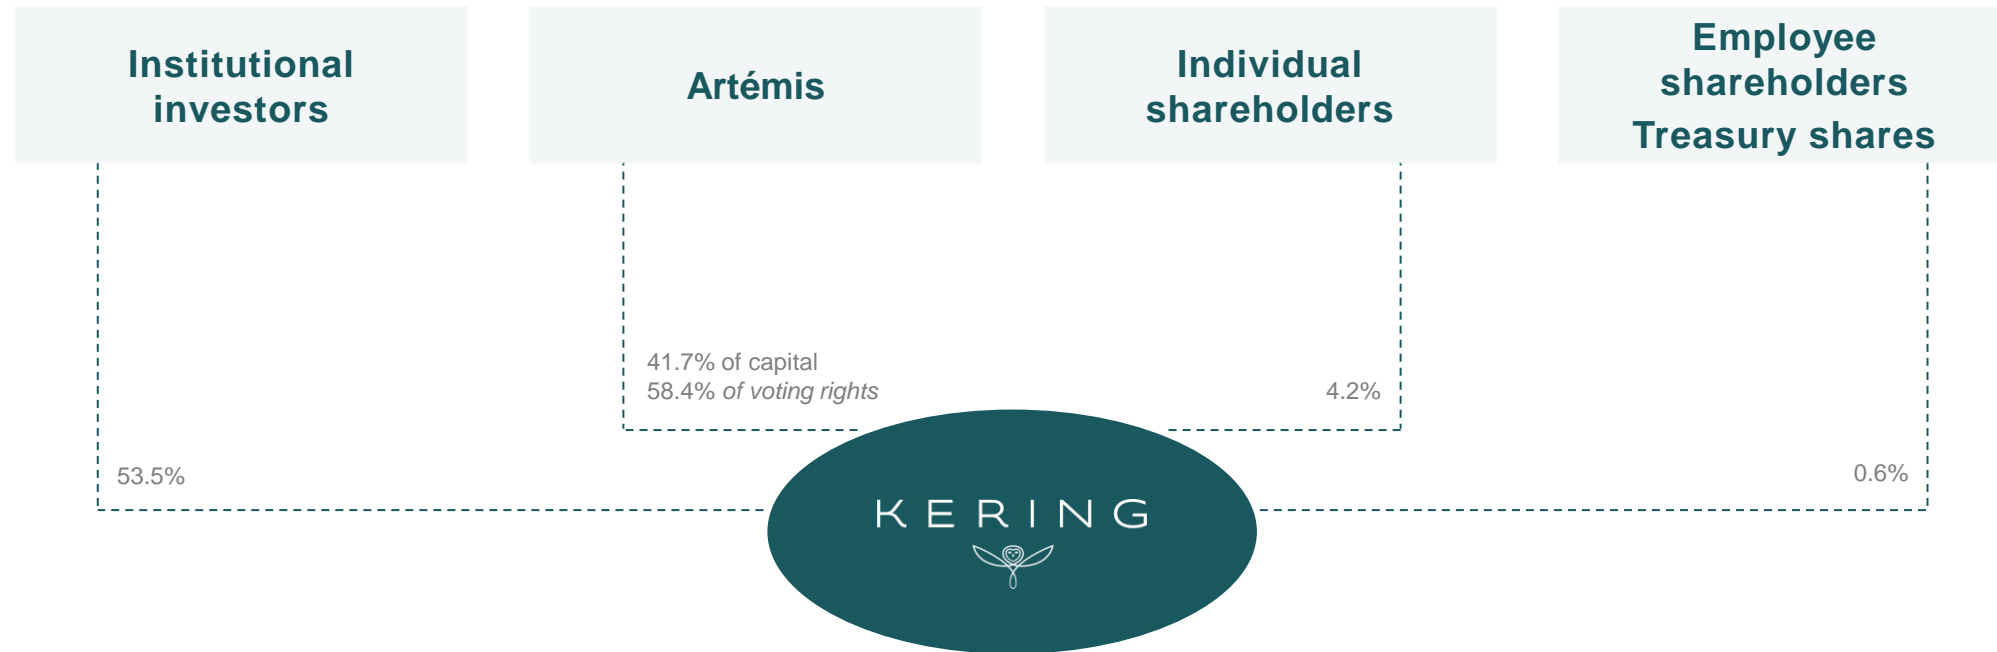 Institutional
investors
Artémis
Individual
shareholders
Employee
shareholders
Treasury shares
41.7% of capital
58.4% of voting rights
4.2%
53.5%
0.6%
KERING